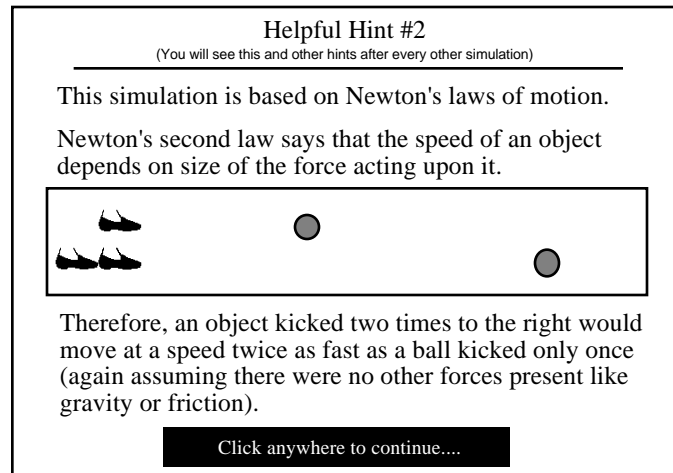 Helpful Hint #2
(You will see this and other hints after every other simulation)
This simulation is based on Newton's laws of motion.
Newton's second law says that the speed of an object
depends on size of the force acting upon it.
Therefore, an object kicked two times to the right would
move at a speed twice as fast as a ball kicked only once
(again assuming there were no other forces present like
gravity or friction).
Click anywhere to continue....